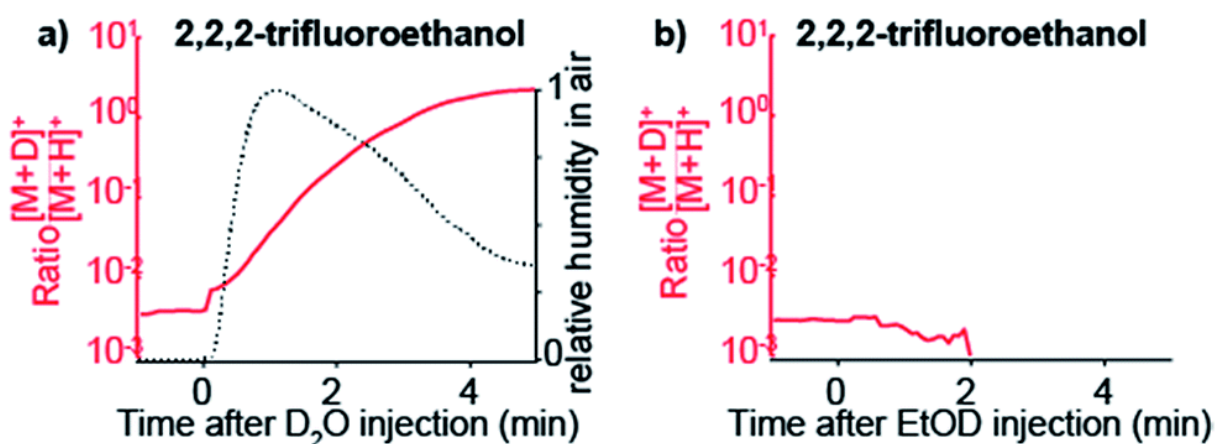 a) 2,2,2-trifluoroethanol
10¹
10⁰
10⁻¹
10⁻²
10⁻³
Ratio [M+D]⁺
[M+H]⁺
1
0
relative humidity in air
0 2 4
Time after D₂O injection (min)
b) 2,2,2-trifluoroethanol
10¹
10⁰
10⁻¹
10⁻²
10⁻³
Ratio [M+D]⁺
[M+H]⁺
0 2 4
Time after EtOD injection (min)